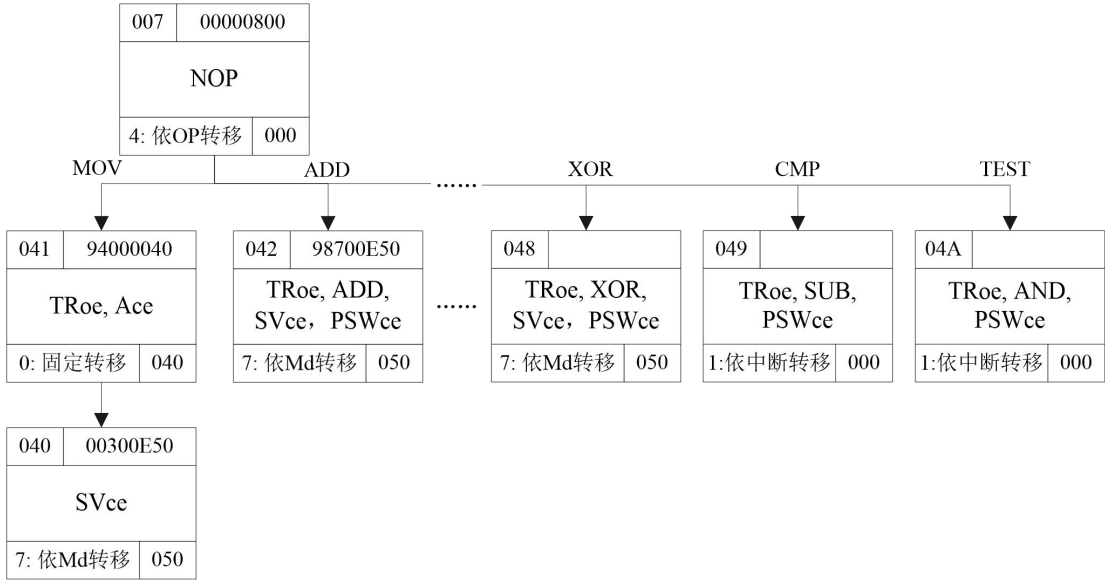 007 00000800
NOP
4: 依OP转移 000
MOV ADD …… XOR CMP TEST
041 94000040
TRoe, Ace
0: 固定转移 040
042 98700E50
TRoe, ADD,
SVce，PSWce
7: 依Md转移 050
……
048
TRoe, XOR,
SVce，PSWce
7: 依Md转移 050
049
TRoe, SUB,
PSWce
1:依中断转移 000
04A
TRoe, AND,
PSWce
1:依中断转移 000
040 00300E50
SVce
7: 依Md转移 050